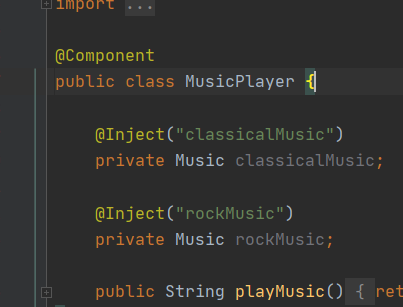 import ...
@Component
public class MusicPlayer {
@Inject("classicalMusic")
private Music classicalMusic;
@Inject("rockMusic")
private Music rockMusic;
public String playMusic() { ret